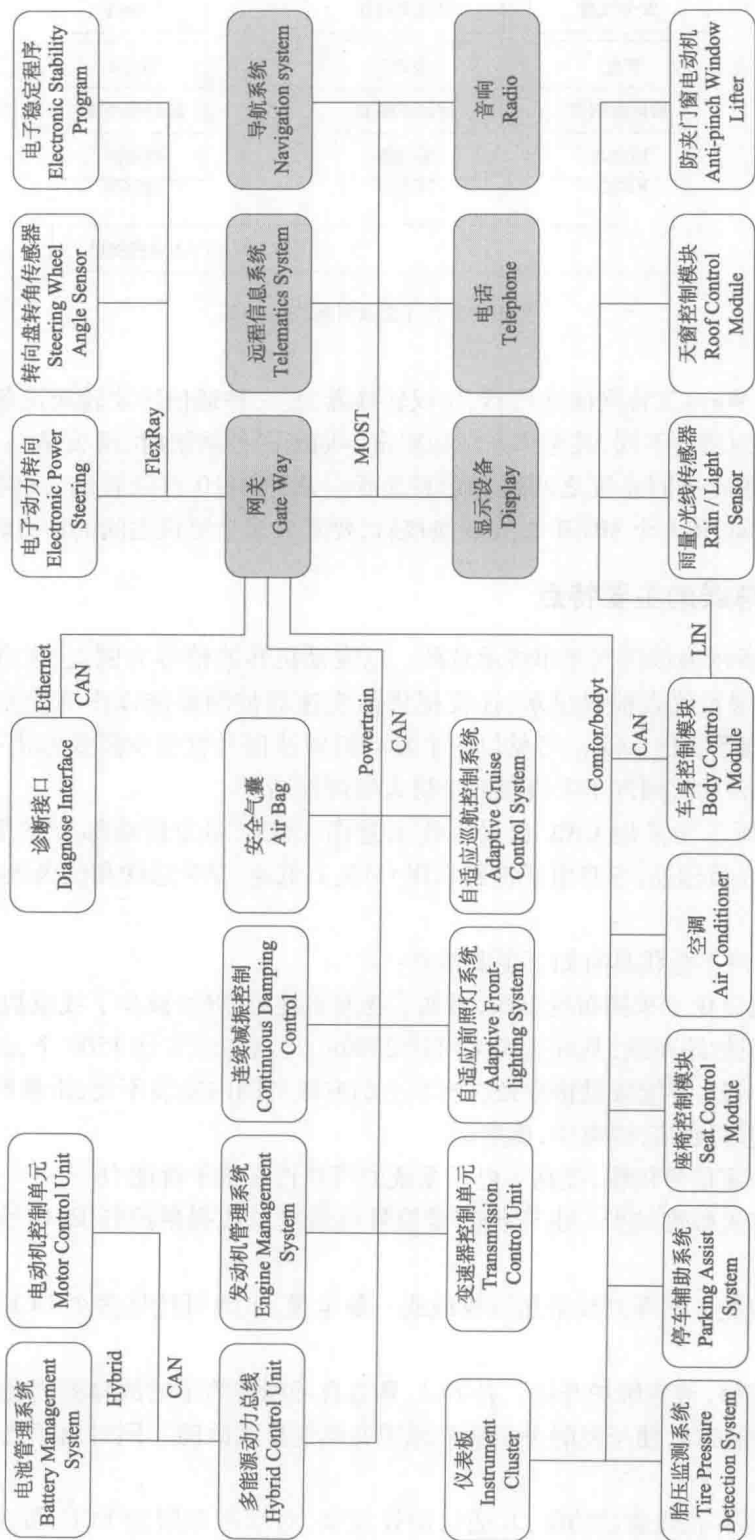 电池管理系统
Battery Management
System
电动机控制单元
Motor Control Unit
诊断接口
Diagnose Interface
电子动力转向
Electronic Power
Steering
转向盘转角传感器
Steering Wheel
Angle Sensor
电子稳定程序
Electronic Stability
Program
Hybrid
CAN
Ethernet
CAN
FlexRay
多能源动力总线
Hybrid Control Unit
发动机管理系统
Engine Management
System
连续减振控制
Continuous Damping
Control
安全气囊
Air Bag
网关
Gate Way
远程信息系统
Telematics System
导航系统
Navigation system
Powertrain
CAN
MOST
仪表板
Instrument
Cluster
变速器控制单元
Transmission
Control Unit
自适应前照灯系统
Adaptive Front-
lighting System
自适应巡航控制系统
Adaptive Cruise
Control System
显示设备
Display
电话
Telephone
音响
Radio
Comfor/bodyt
CAN
LIN
胎压监测系统
Tire Pressure
Detection System
停车辅助系统
Parking Assist
System
座椅控制模块
Seat Control
Module
空调
Air Conditioner
车身控制模块
Body Control
Module
雨量/光线传感器
Rain / Light
Sensor
天窗控制模块
Roof Control
Module
防夹门窗电动机
Anti-pinch Window
Lifter